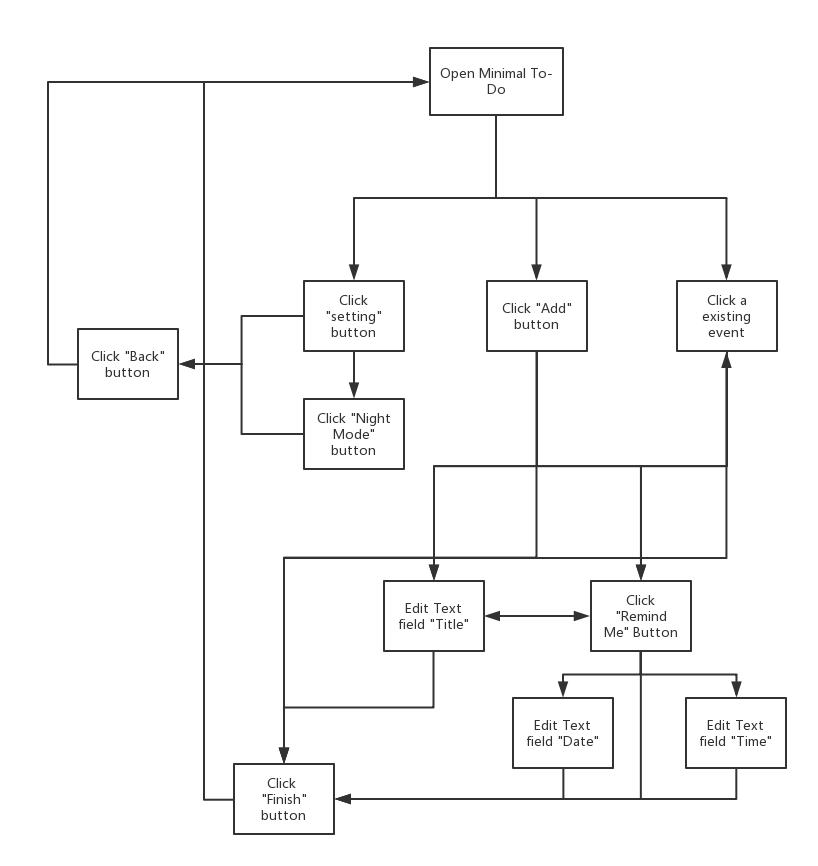 Open Minimal To-
Do
Click
"setting"
button
Click "Add"
button
Click a
existing
event
Click "Back"
button
Click "Night
Mode"
button
Edit Text
field "Title"
Click
"Remind
Me" Button
Edit Text
field "Date"
Edit Text
field "Time"
Click
"Finish"
button